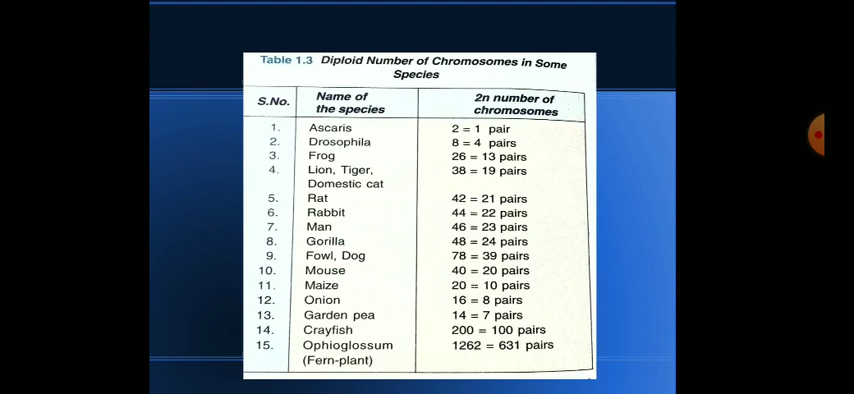 Table 1.3 Diploid Number of Chromosomes in Some
Species
S.No. Name of the species 2n number of chromosomes
1. Ascaris 2 = 1 pair
2. Drosophila 8 = 4 pairs
3. Frog 26 = 13 pairs
4. Lion, Tiger, 38 = 19 pairs
Domestic cat
5. Rat 42 = 21 pairs
6. Rabbit 44 = 22 pairs
7. Man 46 = 23 pairs
8. Gorilla 48 = 24 pairs
9. Fowl, Dog 78 = 39 pairs
10. Mouse 40 = 20 pairs
11. Maize 20 = 10 pairs
12. Onion 16 = 8 pairs
13. Garden pea 14 = 7 pairs
14. Crayfish 200 = 100 pairs
15. Ophioglossum 1262 = 631 pairs
(Fern-plant)